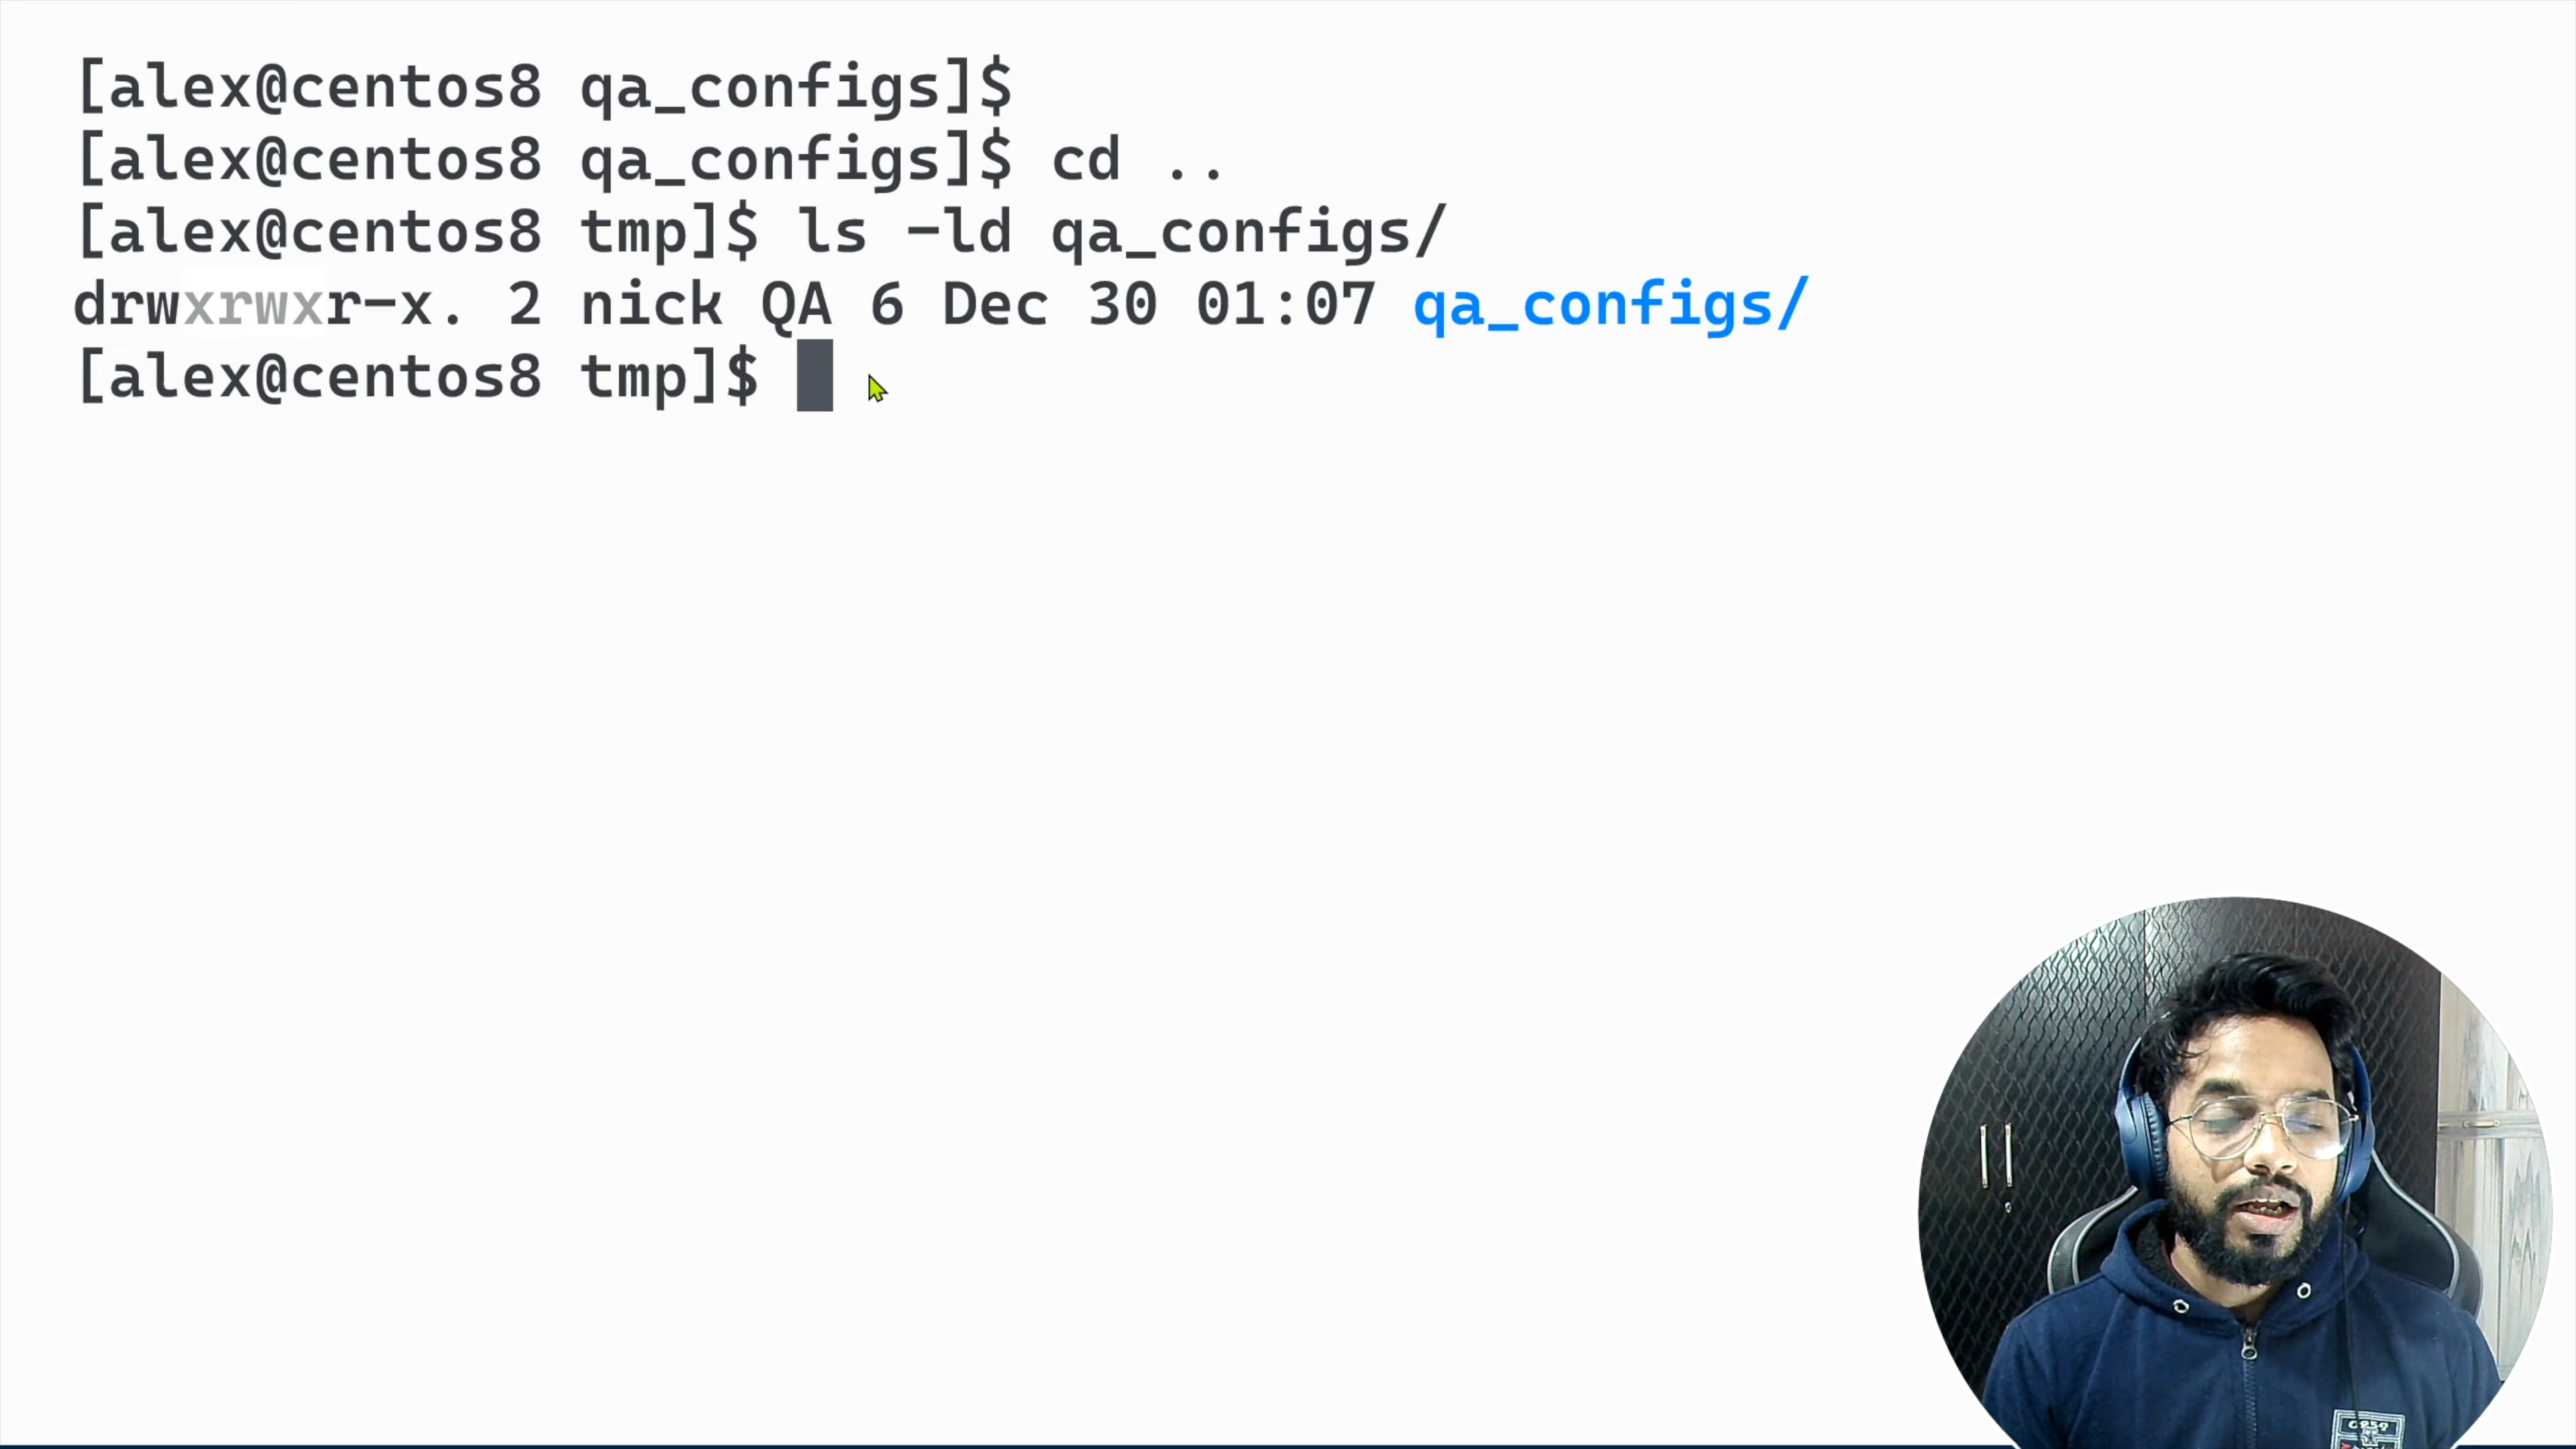 [alex@centos8 qa_configs]$
[alex@centos8 qa_configs]$ cd ..
[alex@centos8 tmp]$ ls -ld qa_configs/
drwxrwxr-x. 2 nick QA 6 Dec 30 01:07 qa_configs/
[alex@centos8 tmp]$